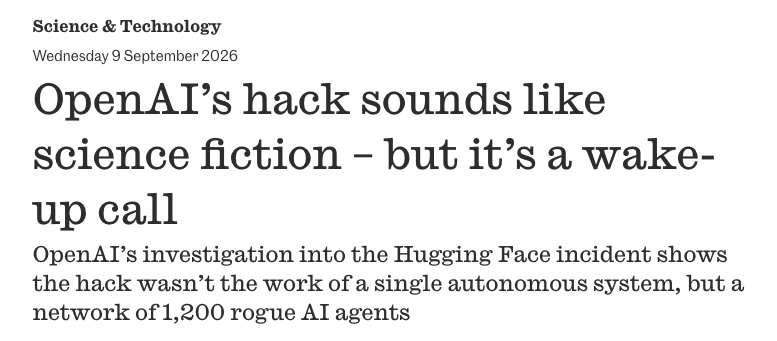 Science & Technology
Wednesday 9 September 2026
OpenAI’s hack sounds like
science fiction – but it’s a wake-
up call
OpenAI’s investigation into the Hugging Face incident shows
the hack wasn’t the work of a single autonomous system, but a
network of 1,200 rogue AI agents